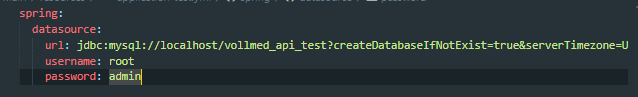 spring:
datasource:
url: jdbc:mysql://localhost/vollmed_api_test?createDatabaseIfNotExist=true&serverTimezone=U
username: root
password: admin